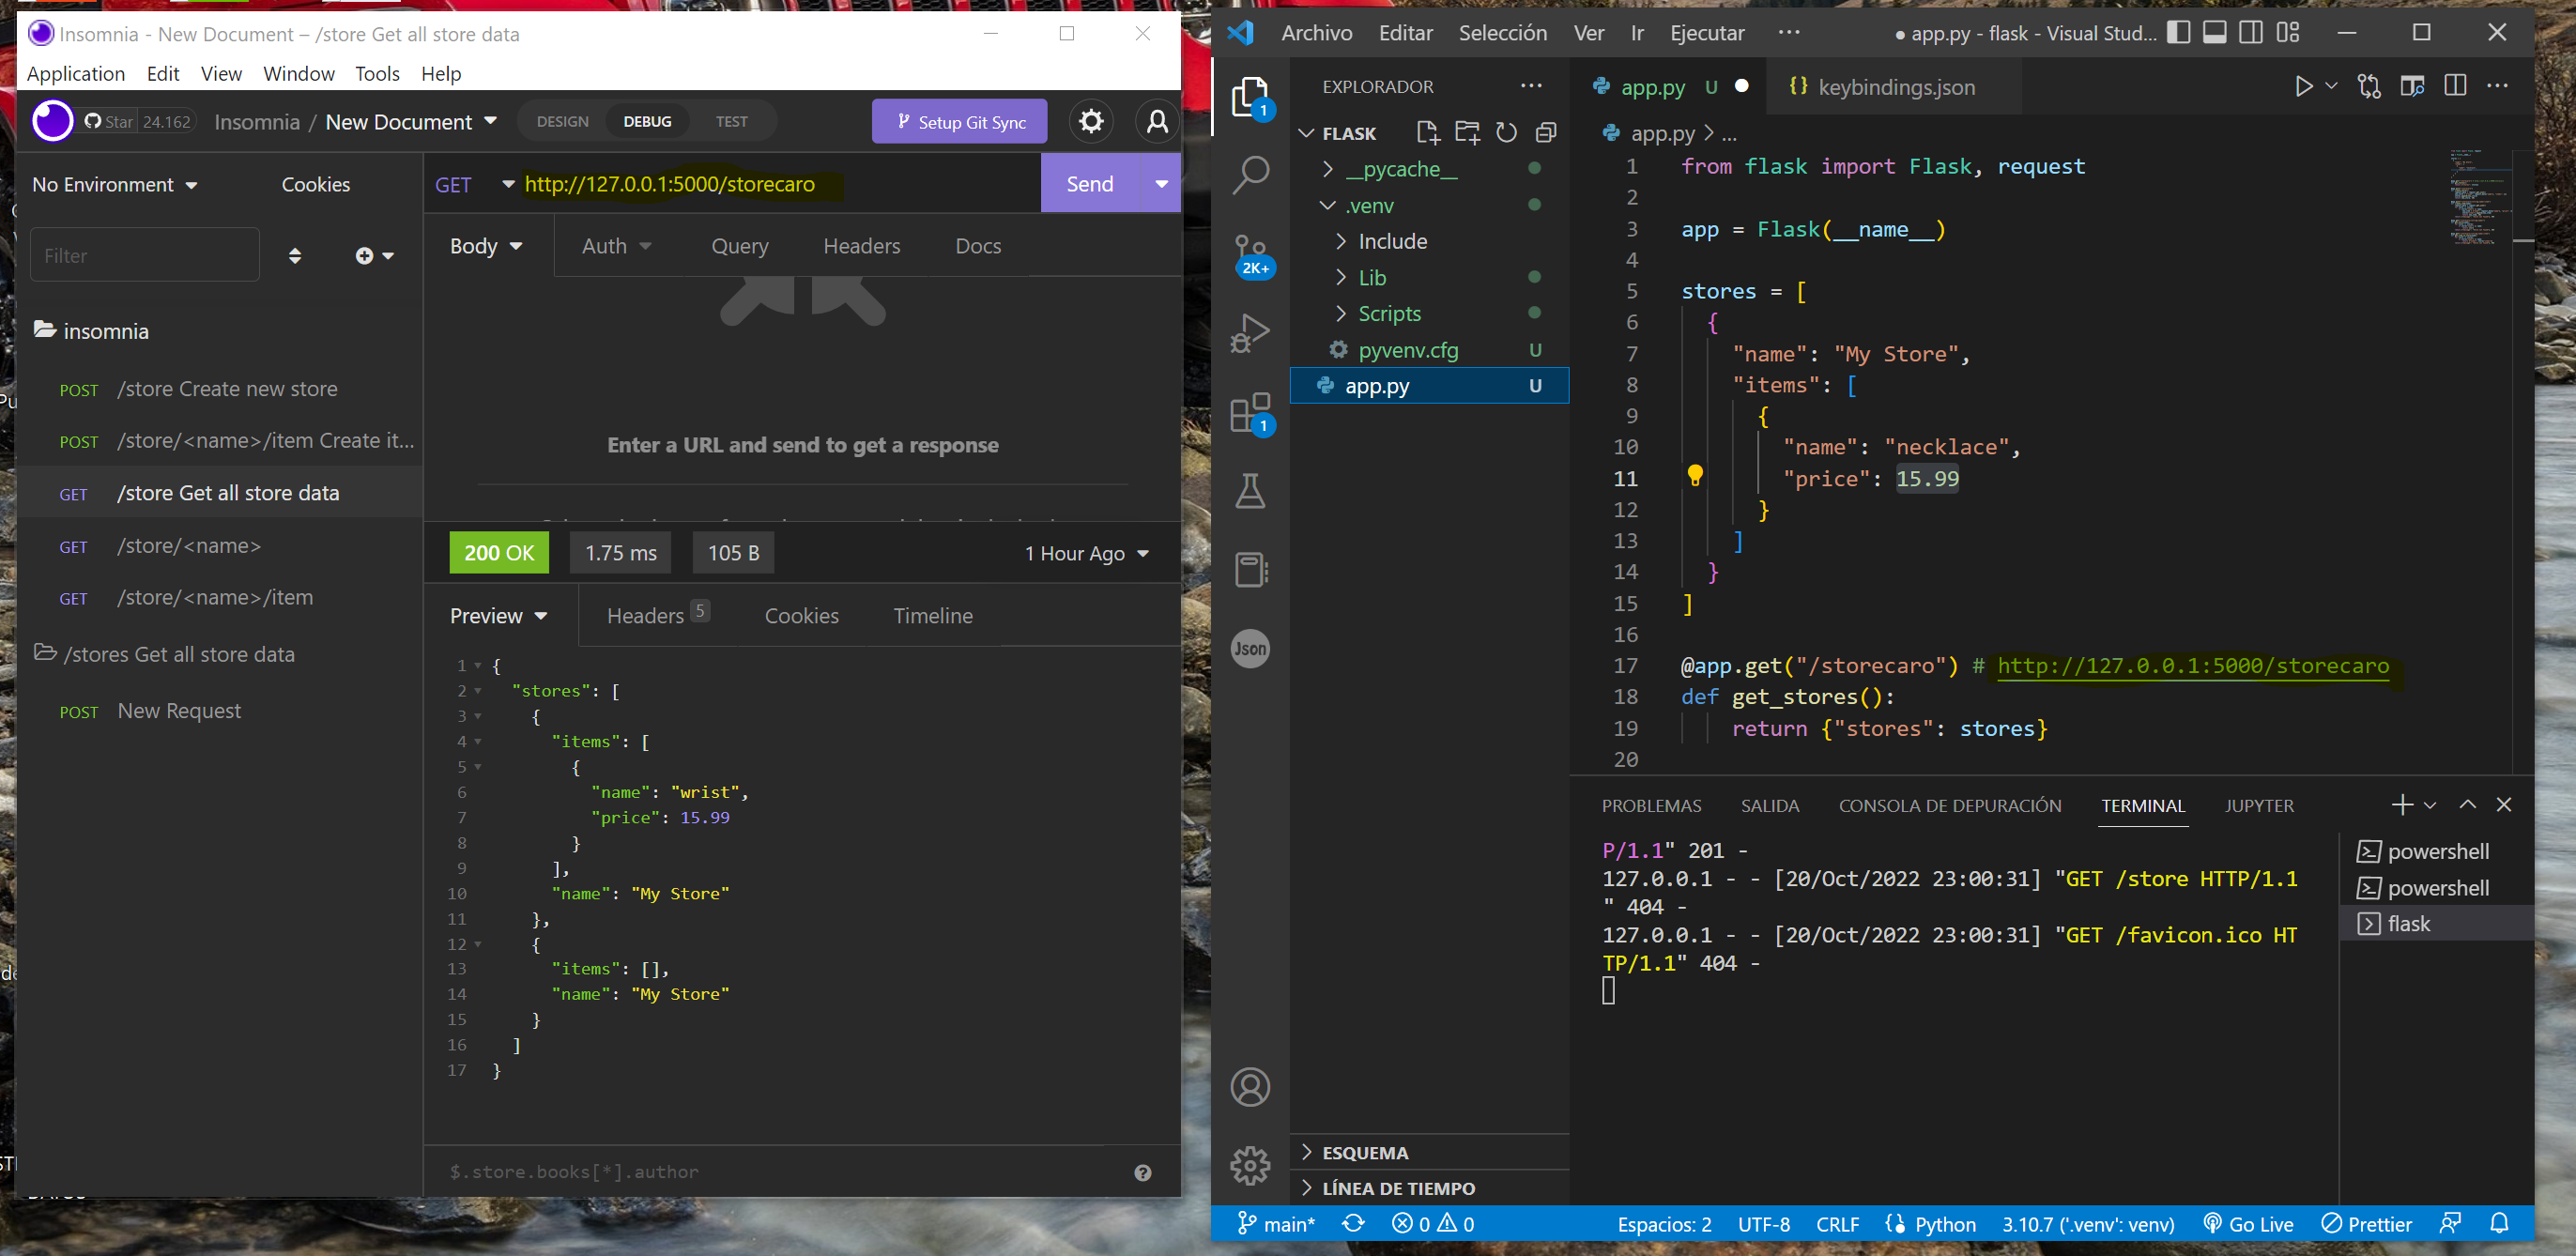 Insomnia - New Document – /store Get all store data
Application Edit View Window Tools Help
Star 24.162 Insomnia / New Document DESIGN DEBUG TEST Setup Git Sync
No Environment Cookies
GET http://127.0.0.1:5000/storecaro Send
Filter
Body Auth Query Headers Docs
insomnia
POST /store Create new store
POST /store/<name>/item Create it...
GET /store Get all store data
GET /store/<name>
GET /store/<name>/item
/stores Get all store data
POST New Request
Enter a URL and send to get a response
200 OK 1.75 ms 105 B 1 Hour Ago
Preview Headers 5 Cookies Timeline
1 {
2 "stores": [
3 {
4 "items": [
5 {
6 "name": "wrist",
7 "price": 15.99
8 }
9 ],
10 "name": "My Store"
11 },
12 {
13 "items": [],
14 "name": "My Store"
15 }
16 ]
17 }
$.store.books[*].author
Archivo Editar Selección Ver Ir Ejecutar ··· ● app.py - flask - Visual Stud...
EXPLORADOR ···
FLASK
__pycache__
.venv
Include
Lib
Scripts
pyvenv.cfg U
app.py U
ESQUEMA
LÍNEA DE TIEMPO
1
2K+
1
Json
app.py U ● {} keybindings.json
app.py > ...
1 from flask import Flask, request
2
3 app = Flask(__name__)
4
5 stores = [
6 {
7 "name": "My Store",
8 "items": [
9 {
10 "name": "necklace",
11 "price": 15.99
12 }
13 ]
14 }
15 ]
16
17 @app.get("/storecaro") # http://127.0.0.1:5000/storecaro
18 def get_stores():
19 return {"stores": stores}
20
PROBLEMAS SALIDA CONSOLA DE DEPURACIÓN TERMINAL JUPYTER
P/1.1" 201 -
127.0.0.1 - - [20/Oct/2022 23:00:31] "GET /store HTTP/1.1
" 404 -
127.0.0.1 - - [20/Oct/2022 23:00:31] "GET /favicon.ico HT
TP/1.1" 404 -
powershell
powershell
flask
main* 0 0 Espacios: 2 UTF-8 CRLF Python 3.10.7 ('.venv': venv) Go Live Prettier